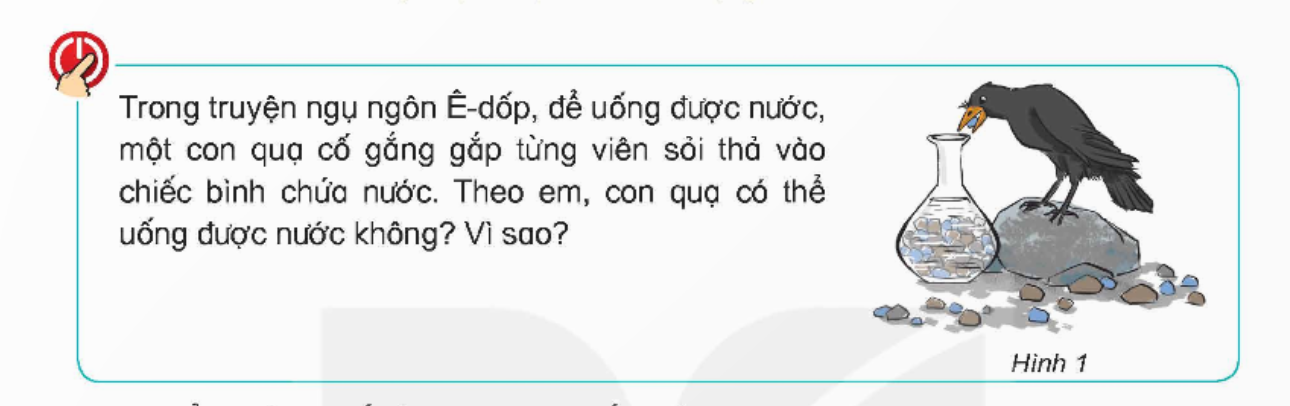 Trong truyện ngụ ngôn Ê-dốp, để uống được nước,
một con quạ cố gắng gắp từng viên sỏi thả vào
chiếc bình chứa nước. Theo em, con quạ có thể
uống được nước không? Vì sao?
Hình 1